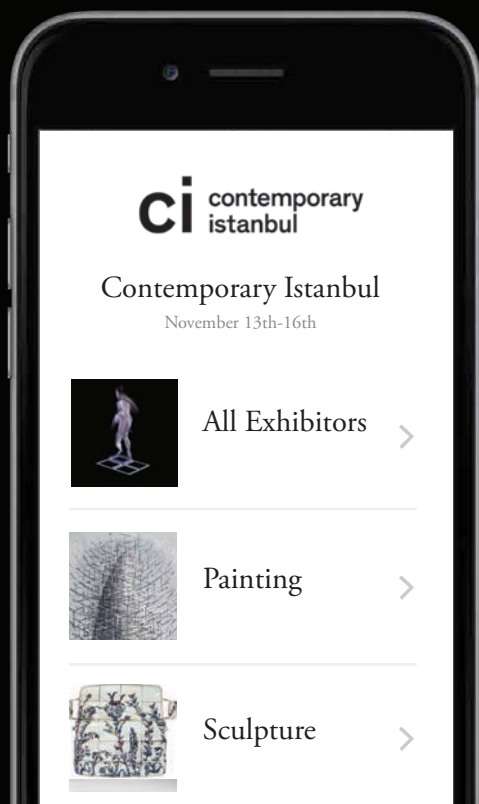 ci contemporary
istanbul
Contemporary Istanbul
November 13th-16th
All Exhibitors
Painting
Sculpture